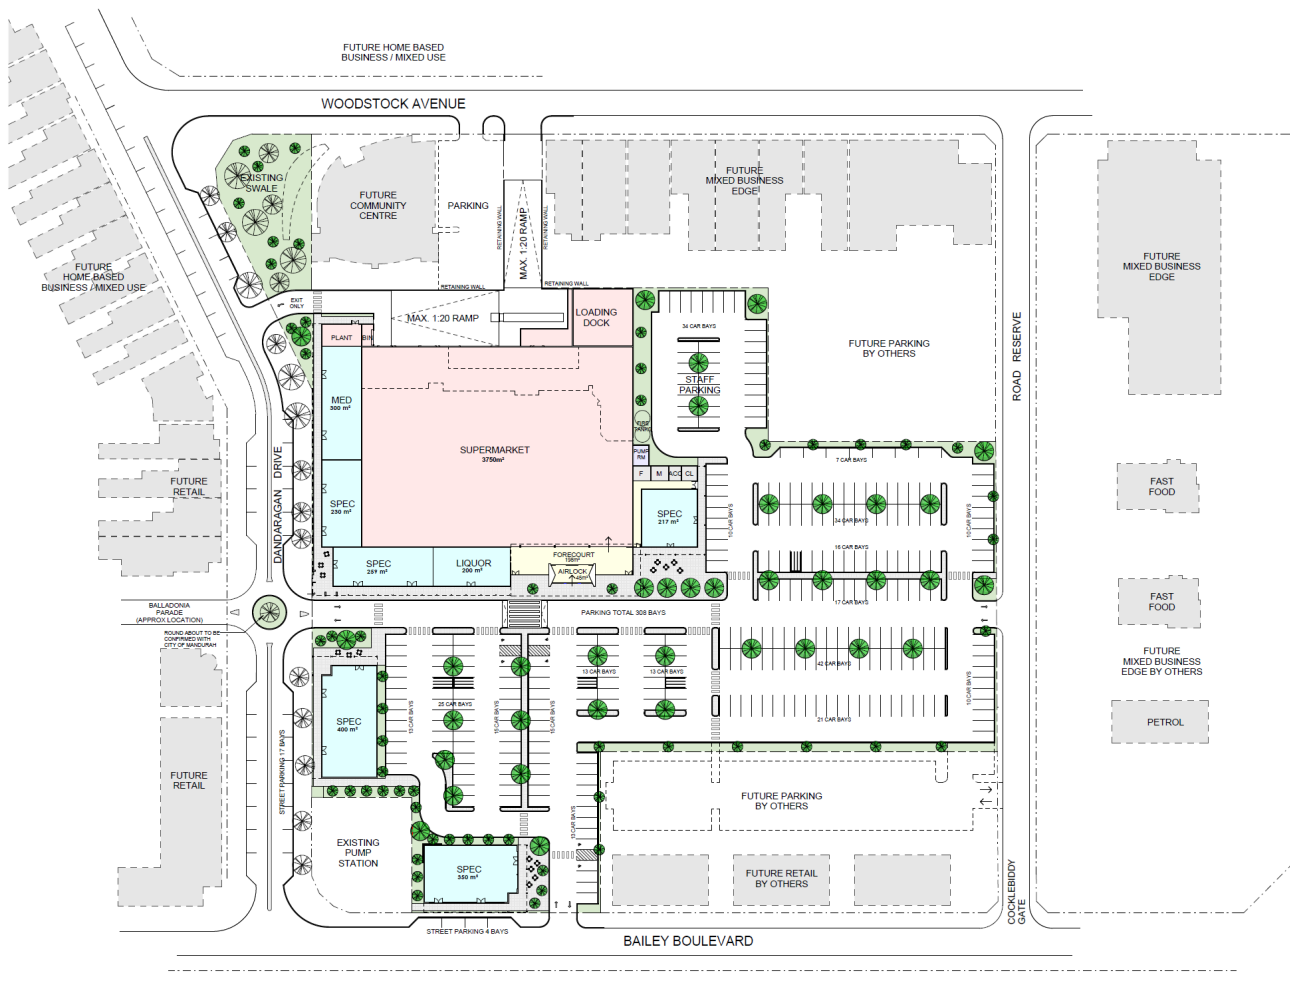 FUTURE HOME BASED
BUSINESS / MIXED USE
WOODSTOCK AVENUE
EXISTING
SWALE
FUTURE
COMMUNITY
CENTRE
PARKING
RETAINING WALL
MAX. 1:20 RAMP
RETAINING WALL
FUTURE
MIXED BUSINESS
EDGE
FUTURE
MIXED BUSINESS
EDGE
FUTURE
HOME BASED
BUSINESS / MIXED USE
RETAINING WALL
RETAINING WALL
EXIT
ONLY
MAX. 1:20 RAMP
LOADING
DOCK
34 CAR BAYS
FUTURE PARKING
BY OTHERS
ROAD RESERVE
PLANT
BIN
STAFF
PARKING
MED
300 m²
FIRE
TANKS
SUPERMARKET
3750m²
PUMP
RM
F
M
ACC
CL
7 CAR BAYS
DANDARAGAN DRIVE
FUTURE
RETAIL
SPEC
230 m²
SPEC
217 m²
10 CAR BAYS
34 CAR BAYS
10 CAR BAYS
FAST
FOOD
16 CAR BAYS
SPEC
259 m²
LIQUOR
200 m²
FORECOURT
198m²
AIRLOCK
48m²
17 CAR BAYS
FAST
FOOD
BALLADONIA
PARADE
(APPROX LOCATION)
PARKING TOTAL 308 BAYS
ROUND ABOUT TO BE
CONFIRMED WITH
CITY OF MANDURAH
13 CAR BAYS
13 CAR BAYS
42 CAR BAYS
FUTURE
MIXED BUSINESS
EDGE BY OTHERS
10 CAR BAYS
25 CAR BAYS
13 CAR BAYS
15 CAR BAYS
15 CAR BAYS
21 CAR BAYS
SPEC
400 m²
PETROL
STREET PARKING 17 BAYS
FUTURE
RETAIL
FUTURE PARKING
BY OTHERS
13 CAR BAYS
EXISTING
PUMP
STATION
SPEC
350 m²
FUTURE RETAIL
BY OTHERS
COCKLEBIDDY
GATE
STREET PARKING 4 BAYS
BAILEY BOULEVARD